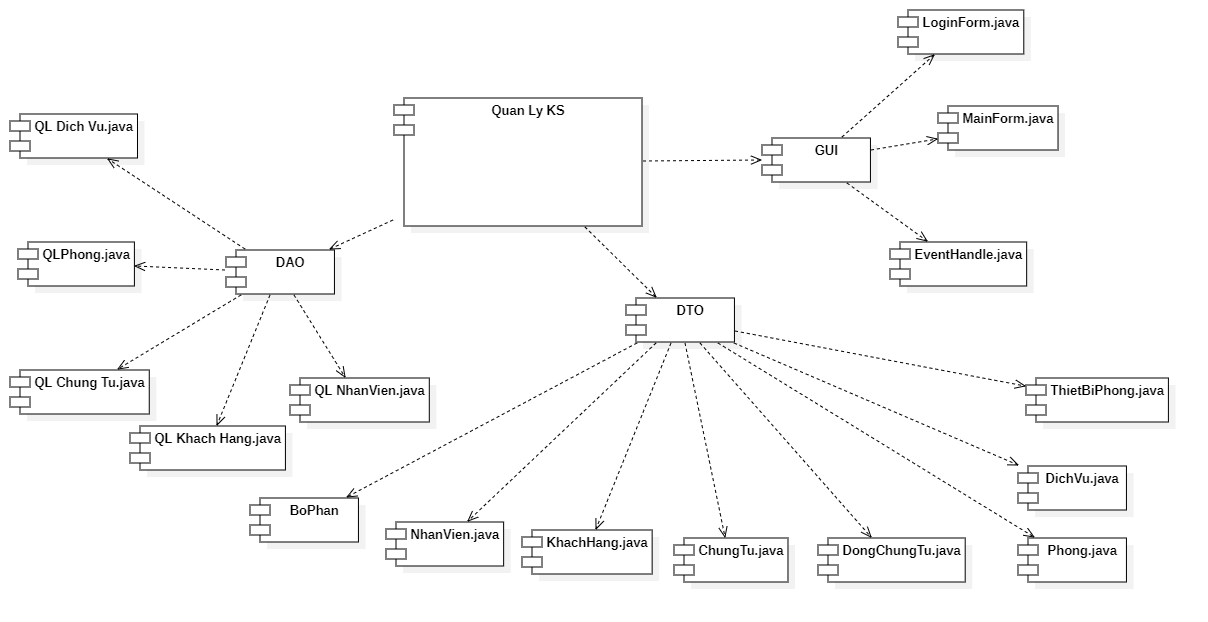 LoginForm.java
Quan Ly KS
MainForm.java
QL Dich Vu.java
GUI
QLPhong.java
DAO
EventHandle.java
DTO
QL Chung Tu.java
QL NhanVien.java
ThietBiPhong.java
QL Khach Hang.java
DichVu.java
BoPhan
NhanVien.java
KhachHang.java
ChungTu.java
DongChungTu.java
Phong.java